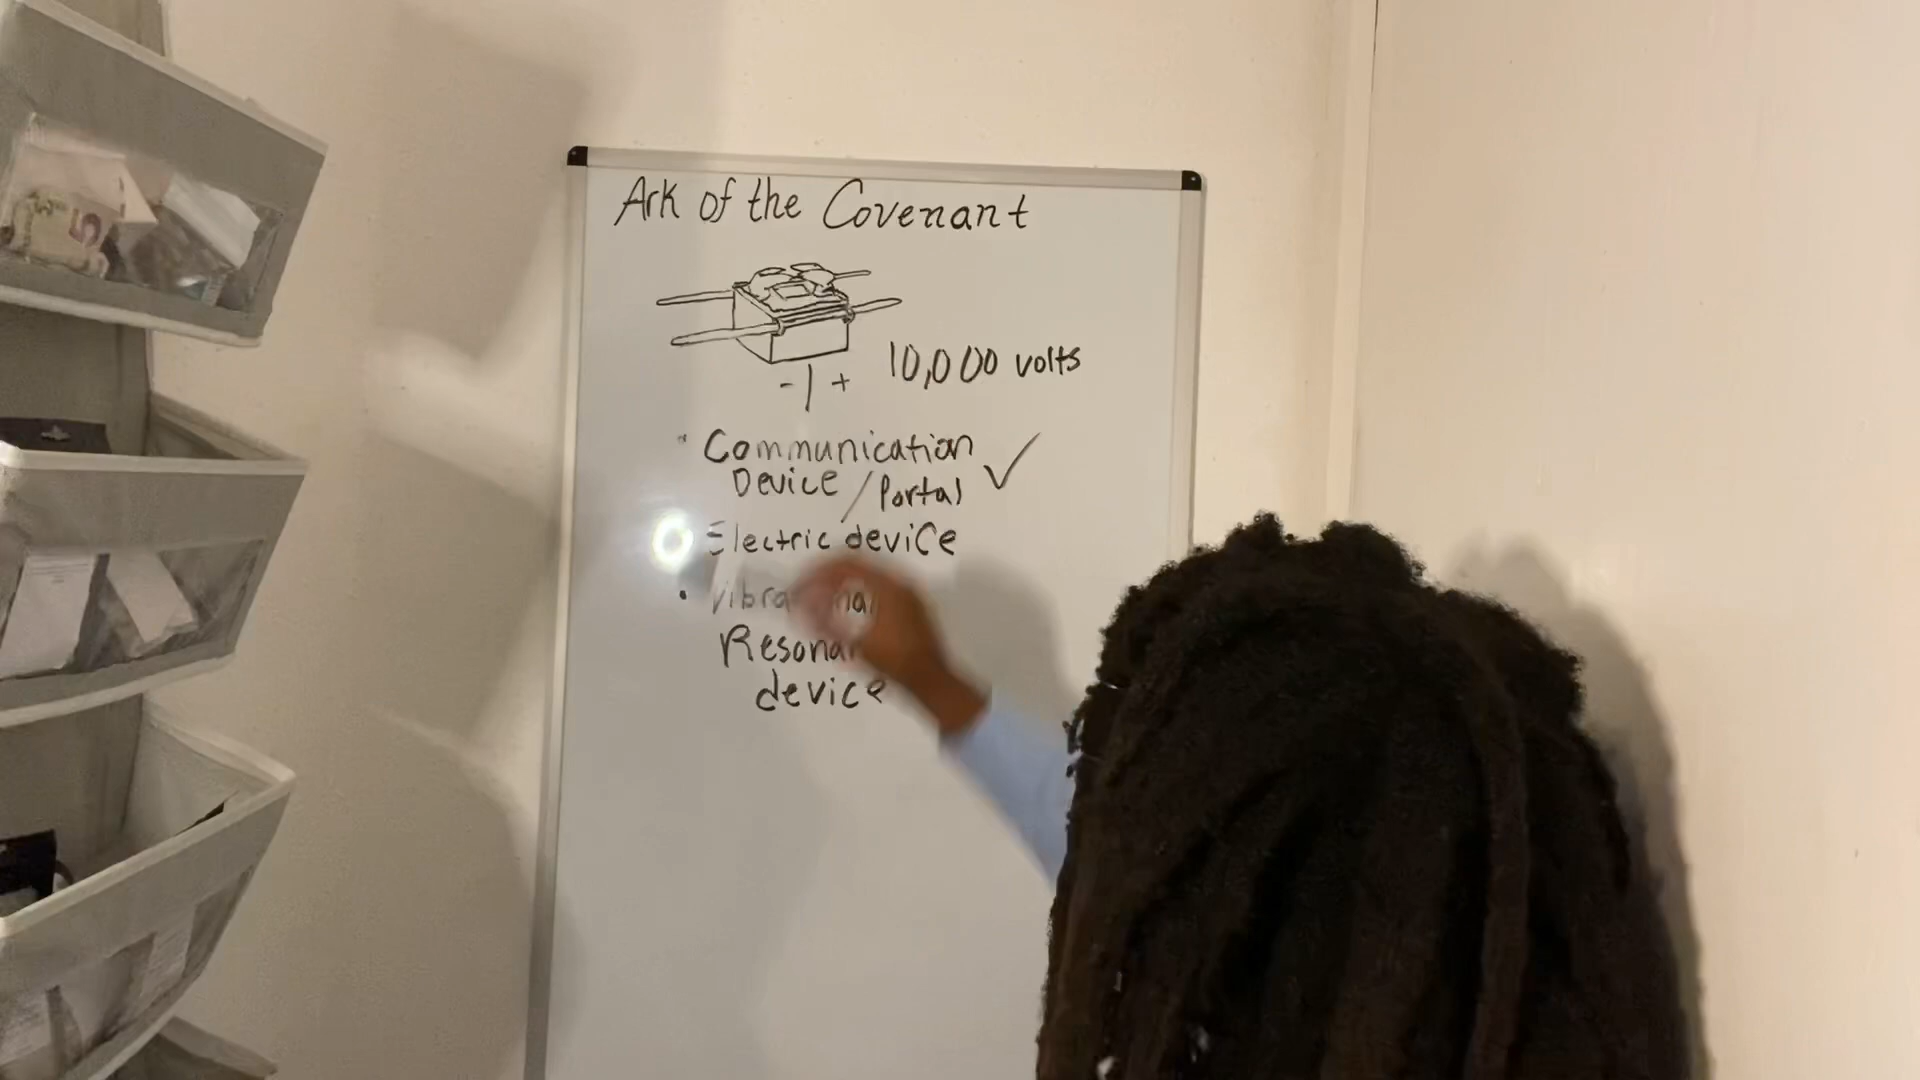 Ark of the Covenant
- | + 10,000 volts
Communication
Device / Portal ✓
Electric device
Resonan
device